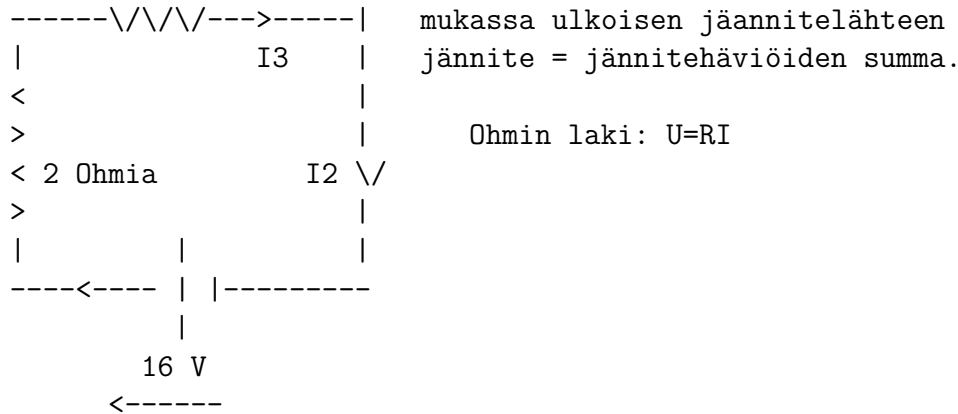 ------\/\/\/--->-----|    mukassa ulkoisen jäannitelähteen
|               I3    |    jännite = jännitehäviöiden summa.
<                     |
>                     |       Ohmin laki: U=RI
< 2 Ohmia         I2 \/
>                     |
|          |          |
----<---- | |---------
           |
        16 V
      <------